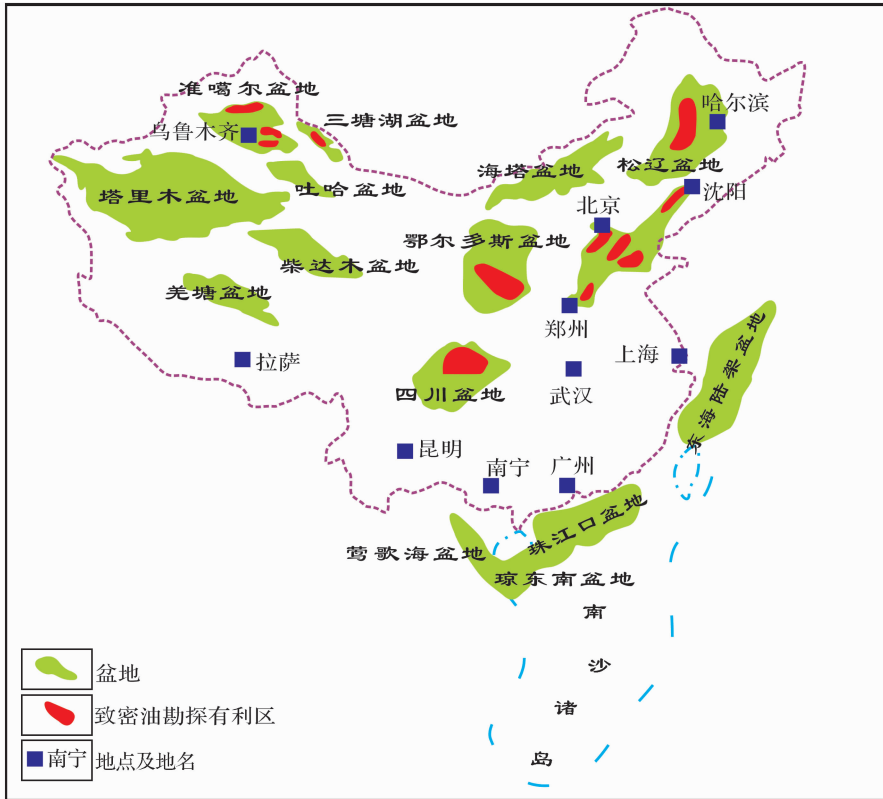 准噶尔盆地
乌鲁木齐
三塘湖盆地
哈尔滨
海塔盆地
松辽盆地
吐哈盆地
塔里木盆地
沈阳
北京
鄂尔多斯盆地
柴达木盆地
羌塘盆地
郑州
拉萨
上海
东海陆架盆地
武汉
四川盆地
昆明
南宁
广州
珠江口盆地
莺歌海盆地
琼东南盆地
南沙诸岛
盆地
致密油勘探有利区
南宁 地点及地名